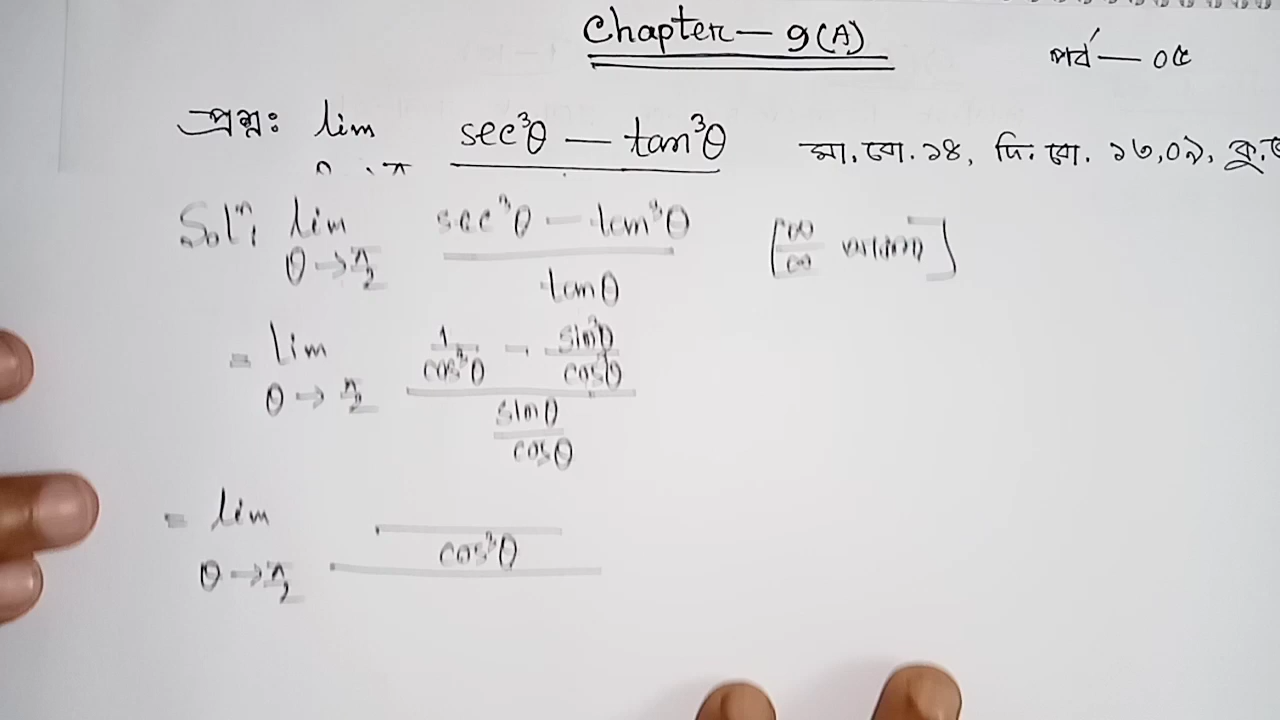 Chapter — 9(A)
পর্ব — ০৫
প্রশ্ন: lim sec³θ — tan³θ
মা.বো.১৪, দি.বো.১৩,০৯, কু.
Solⁿ: lim sec³θ — tan³θ [∞/∞ আকার]
θ→π/2 tanθ
= lim 1/cos³θ - sin³θ/cos³θ
θ→π/2 sinθ/cosθ
= lim
θ→π/2 cos³θ